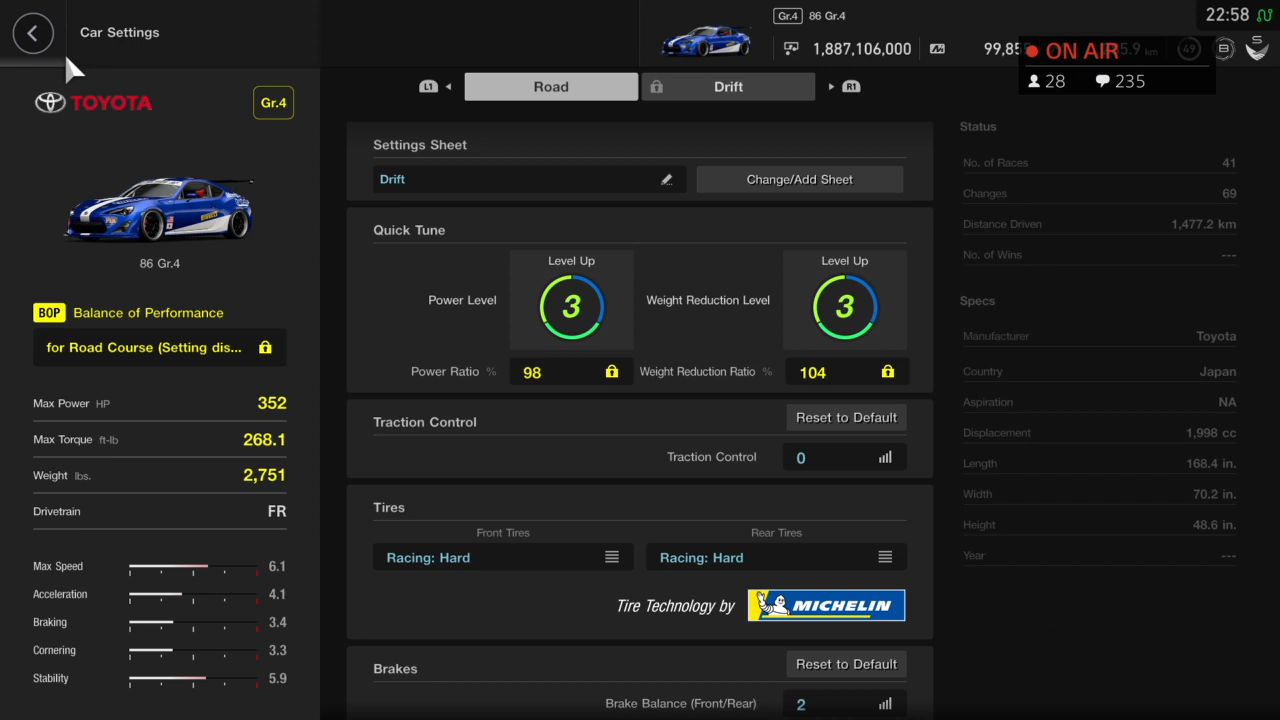 Car Settings
Gr.4 86 Gr.4
22:58
1,887,106,000
99,85
5.9 km
49
B
S
ON AIR
28 235
TOYOTA
Gr.4
86 Gr.4
BOP Balance of Performance
for Road Course (Setting dis...
Max Power HP 352
Max Torque ft-lb 268.1
Weight lbs. 2,751
Drivetrain FR
Max Speed 6.1
Acceleration 4.1
Braking 3.4
Cornering 3.3
Stability 5.9
L1 Road Drift R1
Settings Sheet
Drift Change/Add Sheet
Quick Tune
Level Up Level Up
Power Level 3 Weight Reduction Level 3
Power Ratio % 98 Weight Reduction Ratio % 104
Traction Control Reset to Default
Traction Control 0
Tires
Front Tires Rear Tires
Racing: Hard Racing: Hard
Tire Technology by MICHELIN
Brakes Reset to Default
Brake Balance (Front/Rear) 2
Status
No. of Races 41
Changes 69
Distance Driven 1,477.2 km
No. of Wins ---
Specs
Manufacturer Toyota
Country Japan
Aspiration NA
Displacement 1,998 cc
Length 168.4 in.
Width 70.2 in.
Height 48.6 in.
Year ---